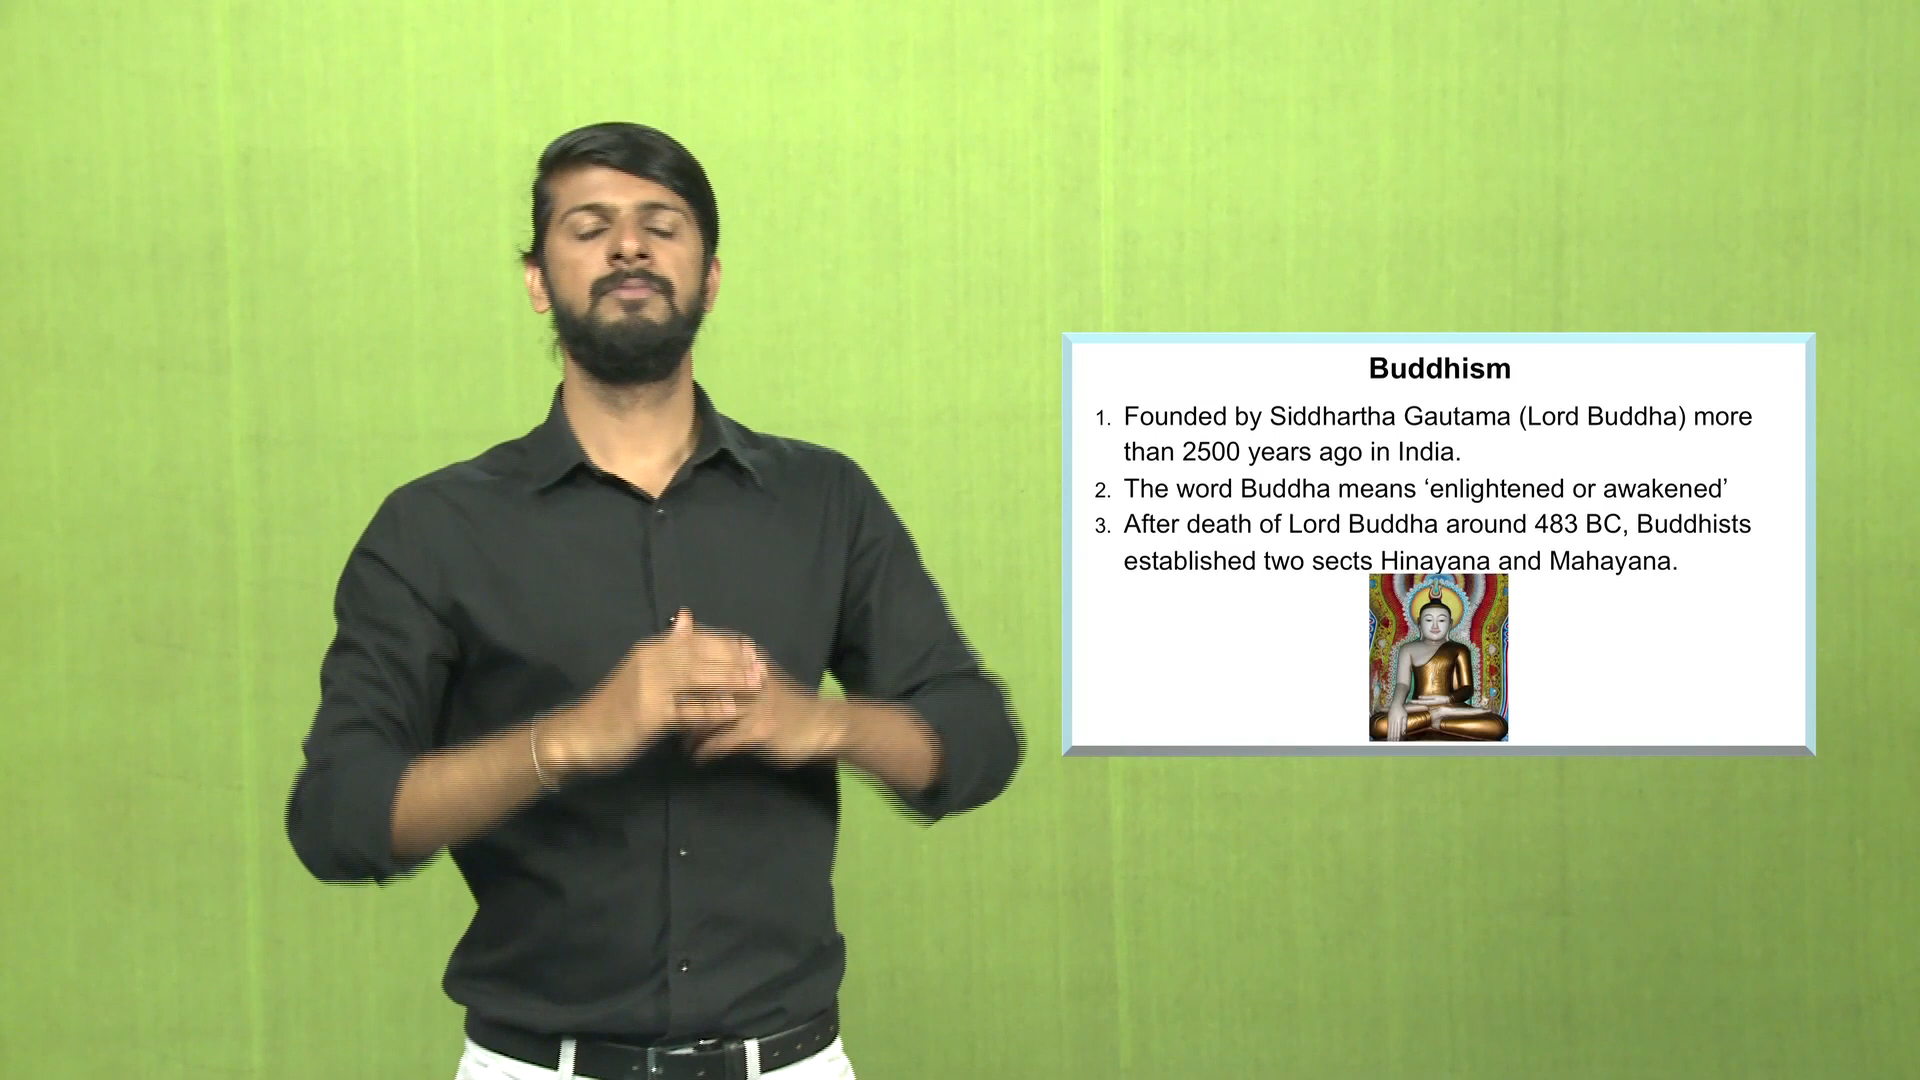 Buddhism
1. Founded by Siddhartha Gautama (Lord Buddha) more
than 2500 years ago in India.
2. The word Buddha means ‘enlightened or awakened’
3. After death of Lord Buddha around 483 BC, Buddhists
established two sects Hinayana and Mahayana.